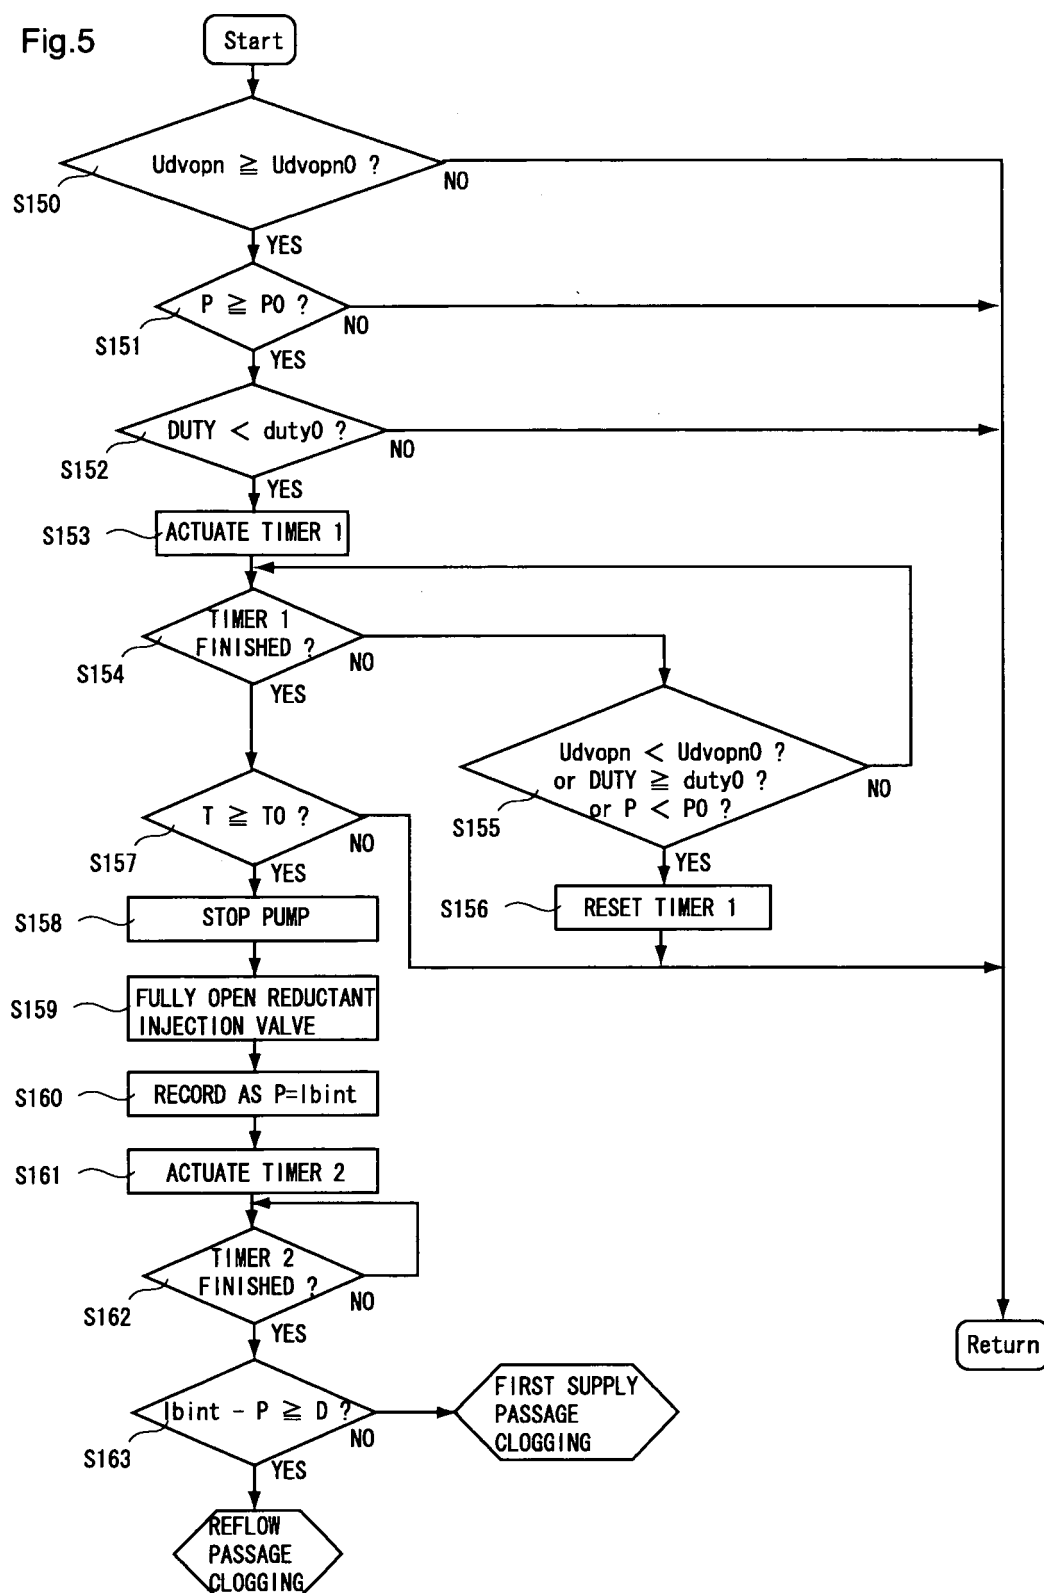 Fig.5
Start
Udvopn ≧ Udvopn0 ?
S150
NO
YES
P ≧ P0 ?
S151
NO
YES
DUTY < duty0 ?
S152
NO
YES
S153
ACTUATE TIMER 1
TIMER 1
FINISHED ?
S154
NO
YES
Udvopn < Udvopn0 ?
or DUTY ≧ duty0 ?
or P < P0 ?
S155
NO
YES
T ≧ T0 ?
S157
NO
YES
S156
RESET TIMER 1
S158
STOP PUMP
S159
FULLY OPEN REDUCTANT
INJECTION VALVE
S160
RECORD AS P=Ibint
S161
ACTUATE TIMER 2
TIMER 2
FINISHED ?
S162
NO
YES
Return
Ibint - P ≧ D ?
S163
NO
YES
FIRST SUPPLY
PASSAGE
CLOGGING
REFLOW
PASSAGE
CLOGGING